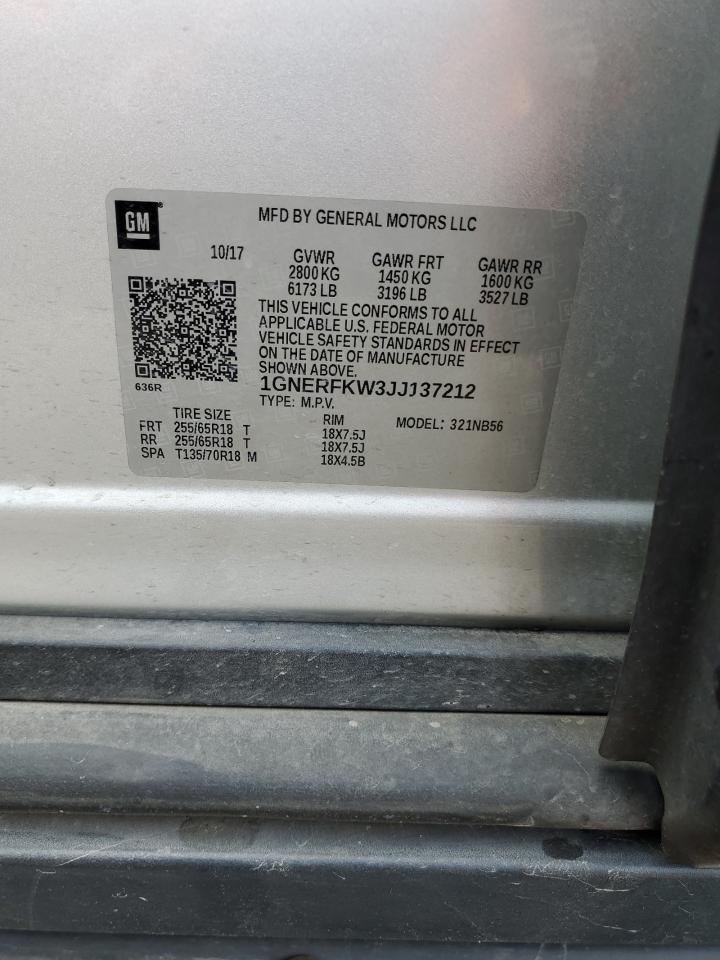 GM
MFD BY GENERAL MOTORS LLC
10/17 GVWR GAWR FRT GAWR RR
2800 KG 1450 KG 1600 KG
6173 LB 3196 LB 3527 LB
THIS VEHICLE CONFORMS TO ALL
APPLICABLE U.S. FEDERAL MOTOR
VEHICLE SAFETY STANDARDS IN EFFECT
ON THE DATE OF MANUFACTURE
SHOWN ABOVE.
636R 1GNERFKW3JJ137212
TYPE: M.P.V.
TIRE SIZE RIM MODEL: 321NB56
FRT 255/65R18 T 18X7.5J
RR 255/65R18 T 18X7.5J
SPA T135/70R18 M 18X4.5B